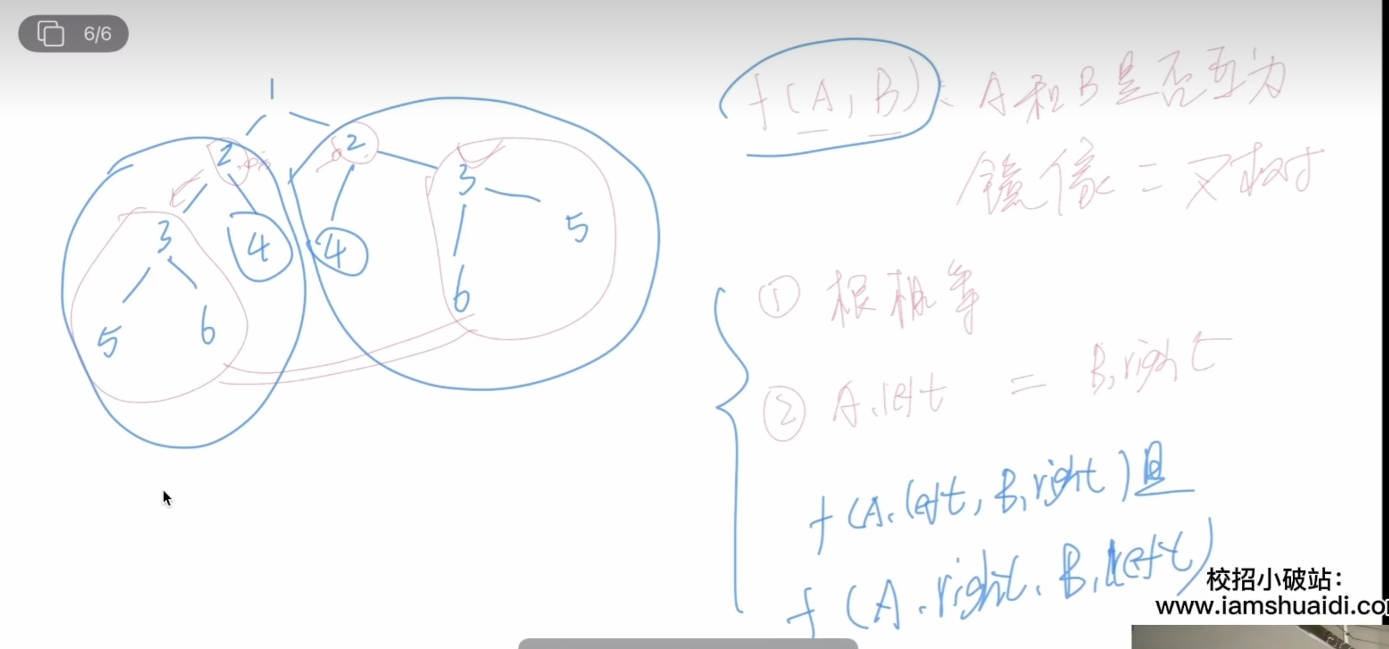 6/6
1
2
2
3
4
4
3
5
6
6
5
f(A, B): A和B是否互为
镜像二叉树
① 根相等
② A.left = B.right
f(A.left, B.right)且
f(A.right, B.left)
校招小破站:
www.iamshuaidi.co